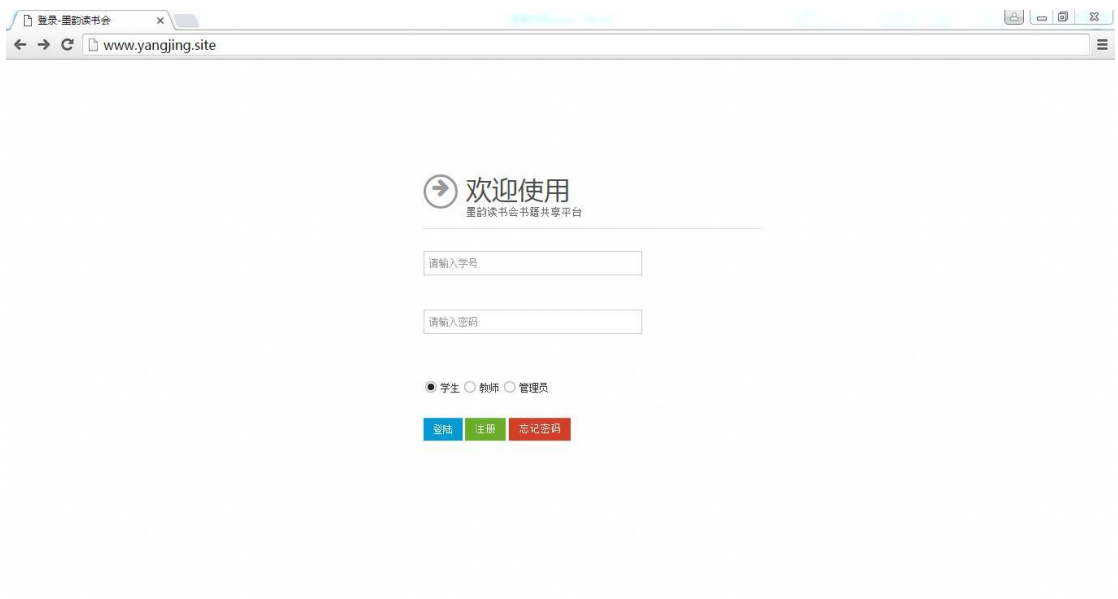 登录-墨韵读书会
www.yangjing.site
欢迎使用
墨韵读书会书籍共享平台
请输入学号
请输入密码
学生 教师 管理员
登陆 注册 忘记密码